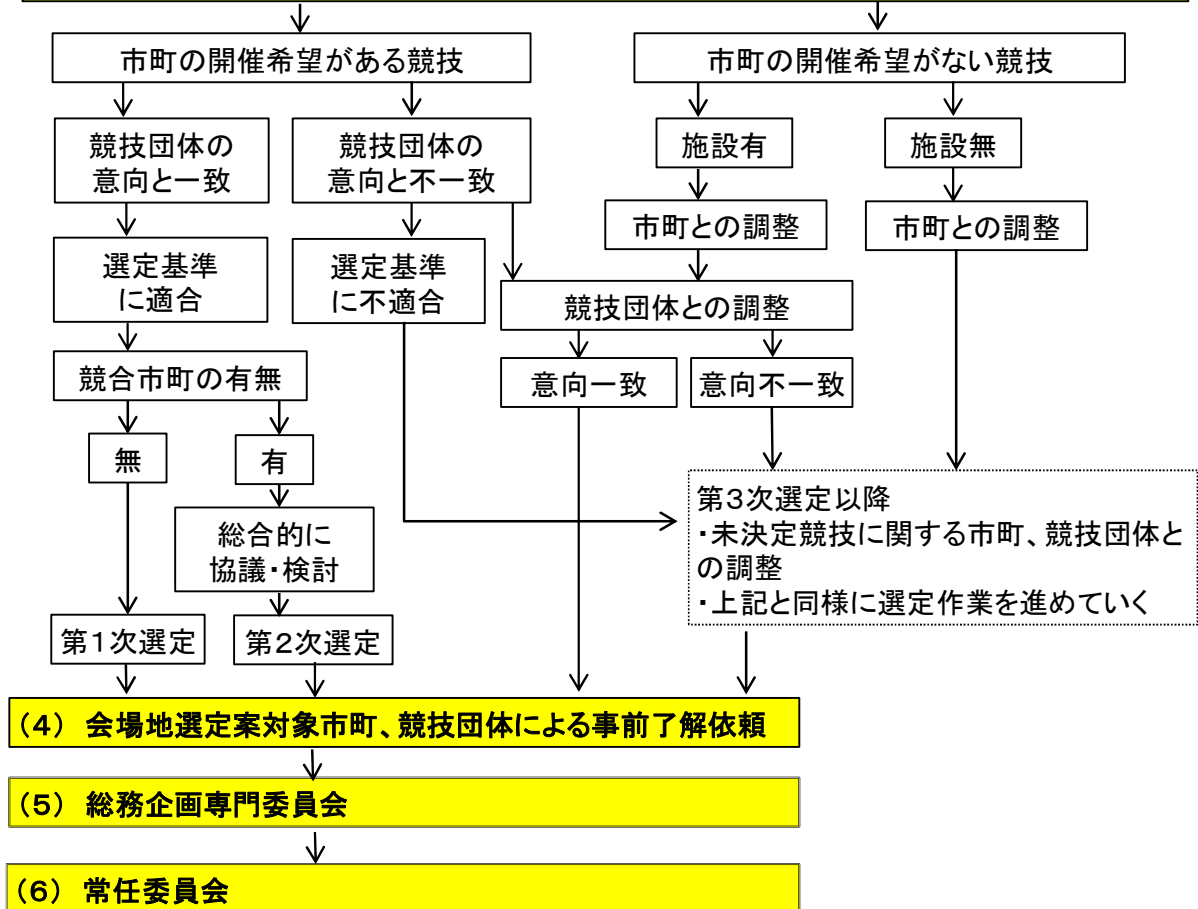 市町の開催希望がある競技
市町の開催希望がない競技
競技団体の
意向と一致
競技団体の
意向と不一致
施設有
施設無
市町との調整
市町との調整
選定基準
に適合
選定基準
に不適合
競技団体との調整
競合市町の有無
意向一致
意向不一致
無
有
総合的に
協議・検討
第3次選定以降
・未決定競技に関する市町、競技団体と
の調整
・上記と同様に選定作業を進めていく
第1次選定
第2次選定
(4) 会場地選定案対象市町、競技団体による事前了解依頼
(5) 総務企画専門委員会
(6) 常任委員会